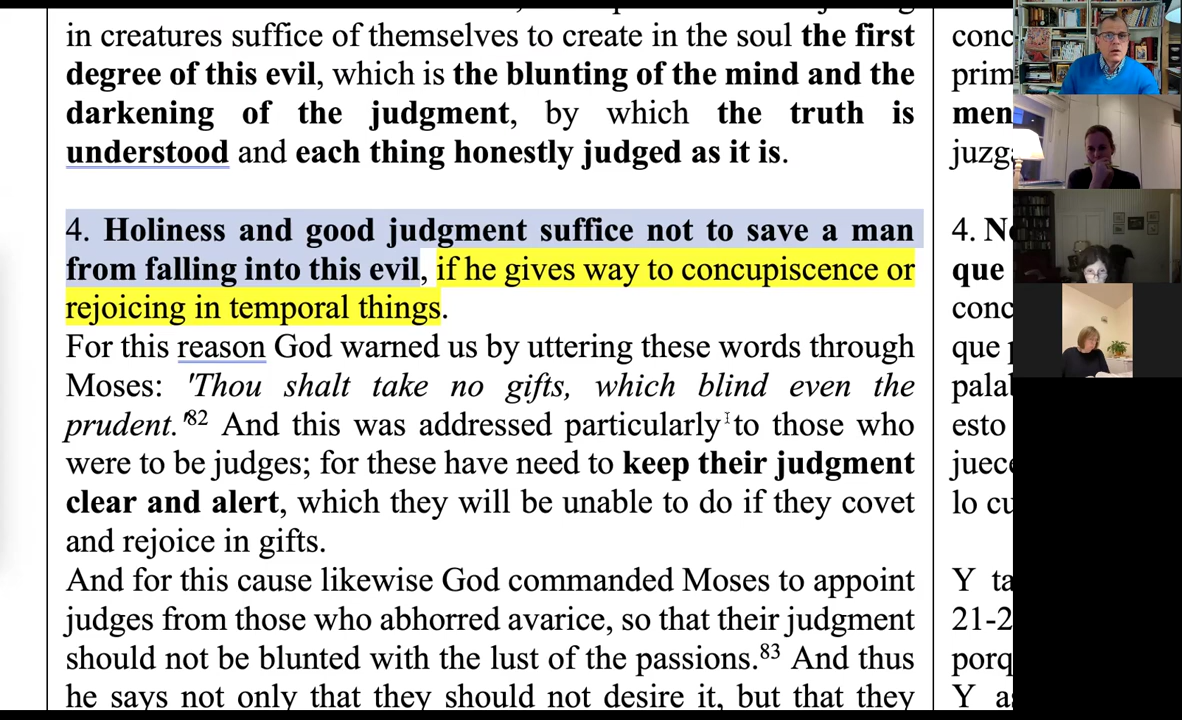 in creatures suffice of themselves to create in the soul the first
degree of this evil, which is the blunting of the mind and the
darkening of the judgment, by which the truth is
understood and each thing honestly judged as it is.
4. Holiness and good judgment suffice not to save a man
from falling into this evil, if he gives way to concupiscence or
rejoicing in temporal things.
For this reason God warned us by uttering these words through
Moses: 'Thou shalt take no gifts, which blind even the
prudent.'82 And this was addressed particularly to those who
were to be judges; for these have need to keep their judgment
clear and alert, which they will be unable to do if they covet
and rejoice in gifts.
And for this cause likewise God commanded Moses to appoint
judges from those who abhorred avarice, so that their judgment
should not be blunted with the lust of the passions.83 And thus
he says not only that they should not desire it, but that they
conc
prim
men
juzg
4. N
que
conc
que
pala
esto
juec
lo cu
Y ta
21-2
porq
Y a